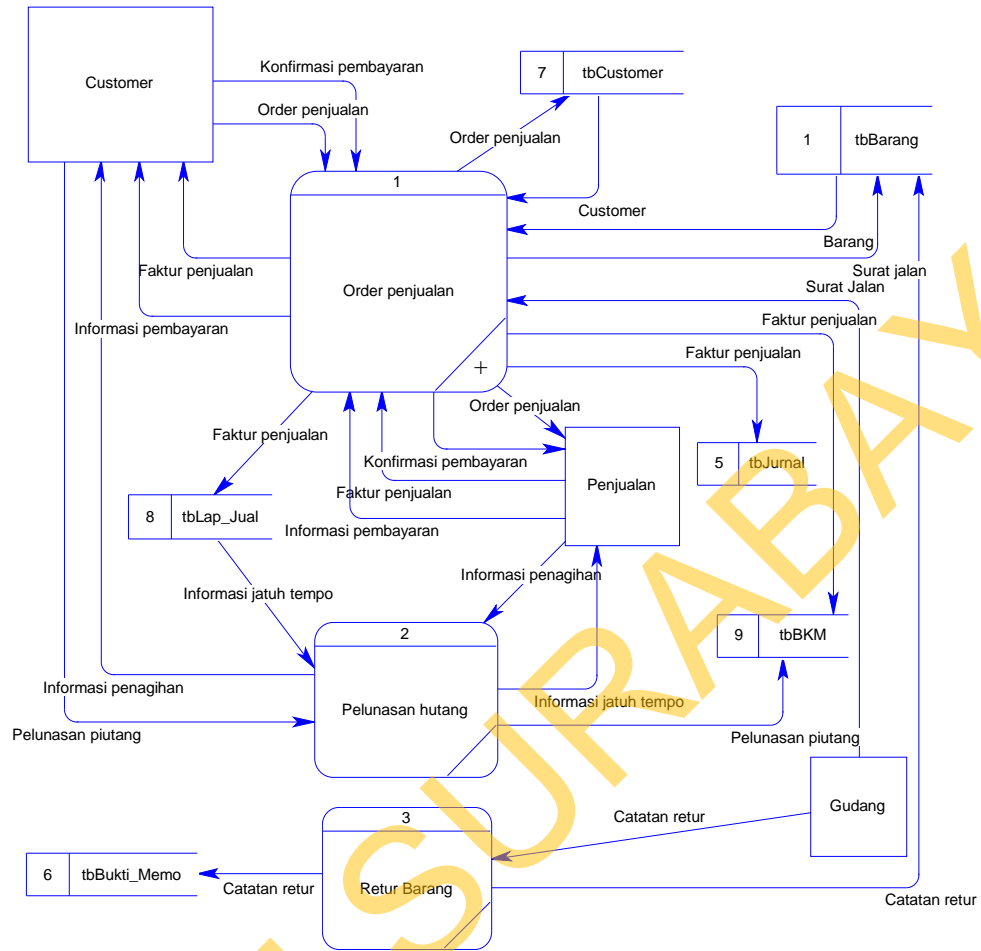 Customer
Konfirmasi pembayaran
Order penjualan
7 tbCustomer
Order penjualan
1 tbBarang
1
Customer
Barang
Faktur penjualan
Order penjualan
Surat jalan
Surat Jalan
Informasi pembayaran
Faktur penjualan
Faktur penjualan
+
Order penjualan
Faktur penjualan
Konfirmasi pembayaran
5 tbJurnal
Penjualan
Faktur penjualan
8 tbLap_Jual
Informasi pembayaran
Informasi penagihan
Informasi jatuh tempo
2
9 tbBKM
Informasi penagihan
Informasi jatuh tempo
Pelunasan hutang
Pelunasan piutang
Pelunasan piutang
Gudang
Catatan retur
3
6 tbBukti_Memo
Catatan retur
Retur Barang
Catatan retur
SURABAY